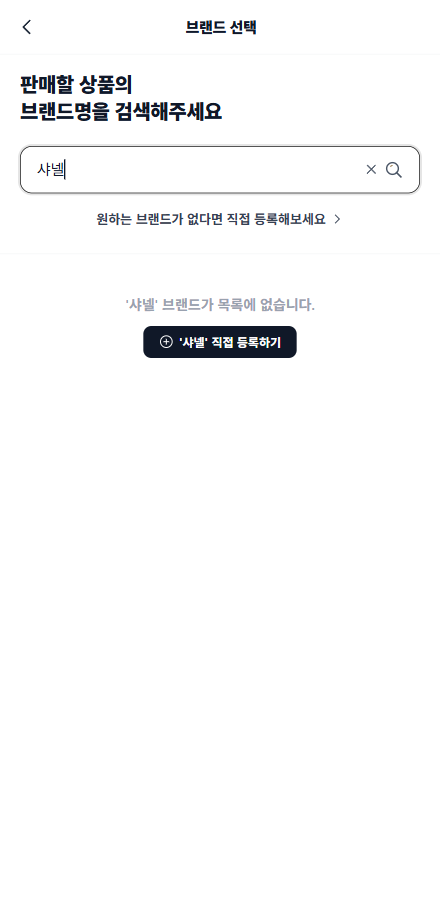 브랜드 선택
판매할 상품의
브랜드명을 검색해주세요
샤넬
원하는 브랜드가 없다면 직접 등록해보세요
'샤넬' 브랜드가 목록에 없습니다.
'샤넬' 직접 등록하기